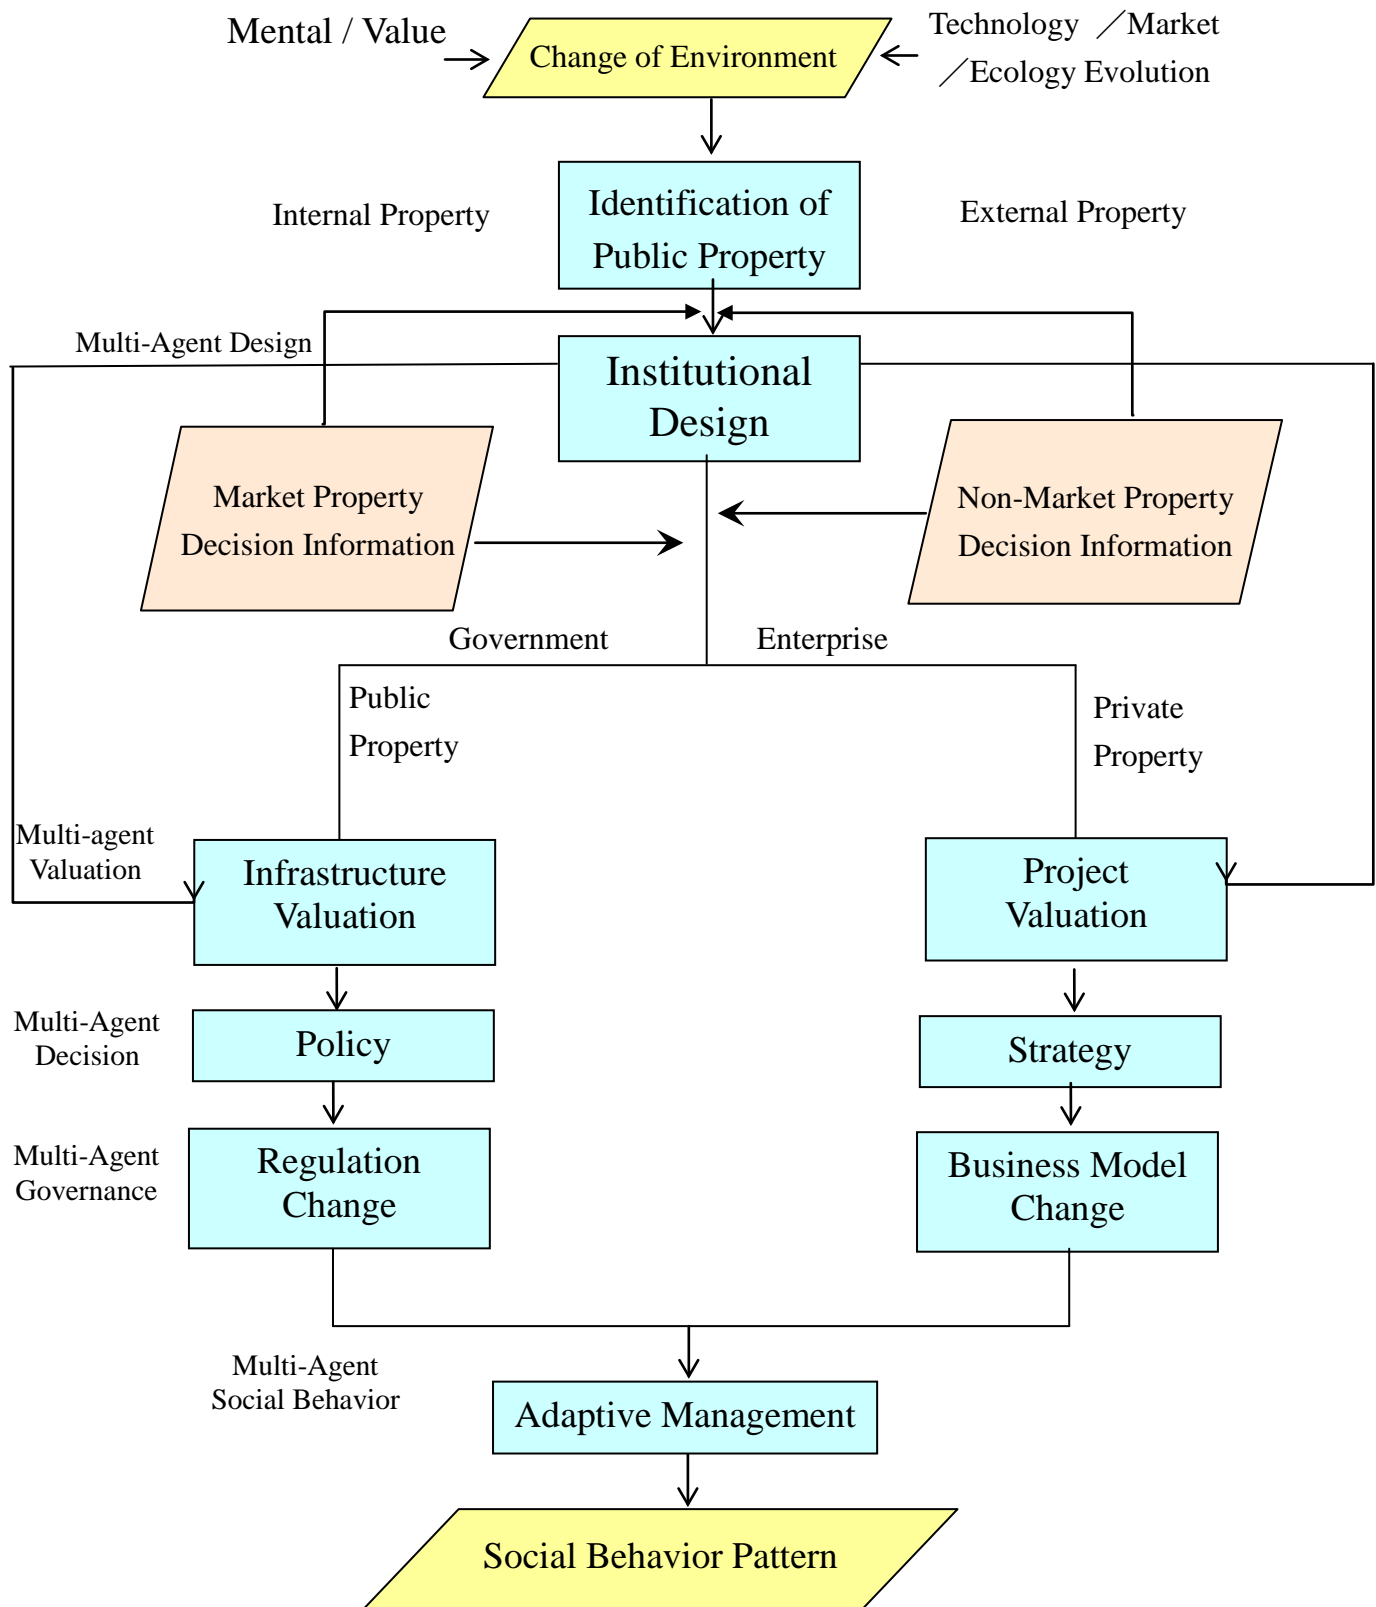 Mental / Value
Change of Environment
Technology ／Market
／Ecology Evolution
Internal Property
Identification of
Public Property
External Property
Multi-Agent Design
Institutional
Design
Market Property
Decision Information
Non-Market Property
Decision Information
Government
Enterprise
Public
Property
Private
Property
Multi-agent
Valuation
Infrastructure
Valuation
Project
Valuation
Multi-Agent
Decision
Policy
Strategy
Multi-Agent
Governance
Regulation
Change
Business Model
Change
Multi-Agent
Social Behavior
Adaptive Management
Social Behavior Pattern